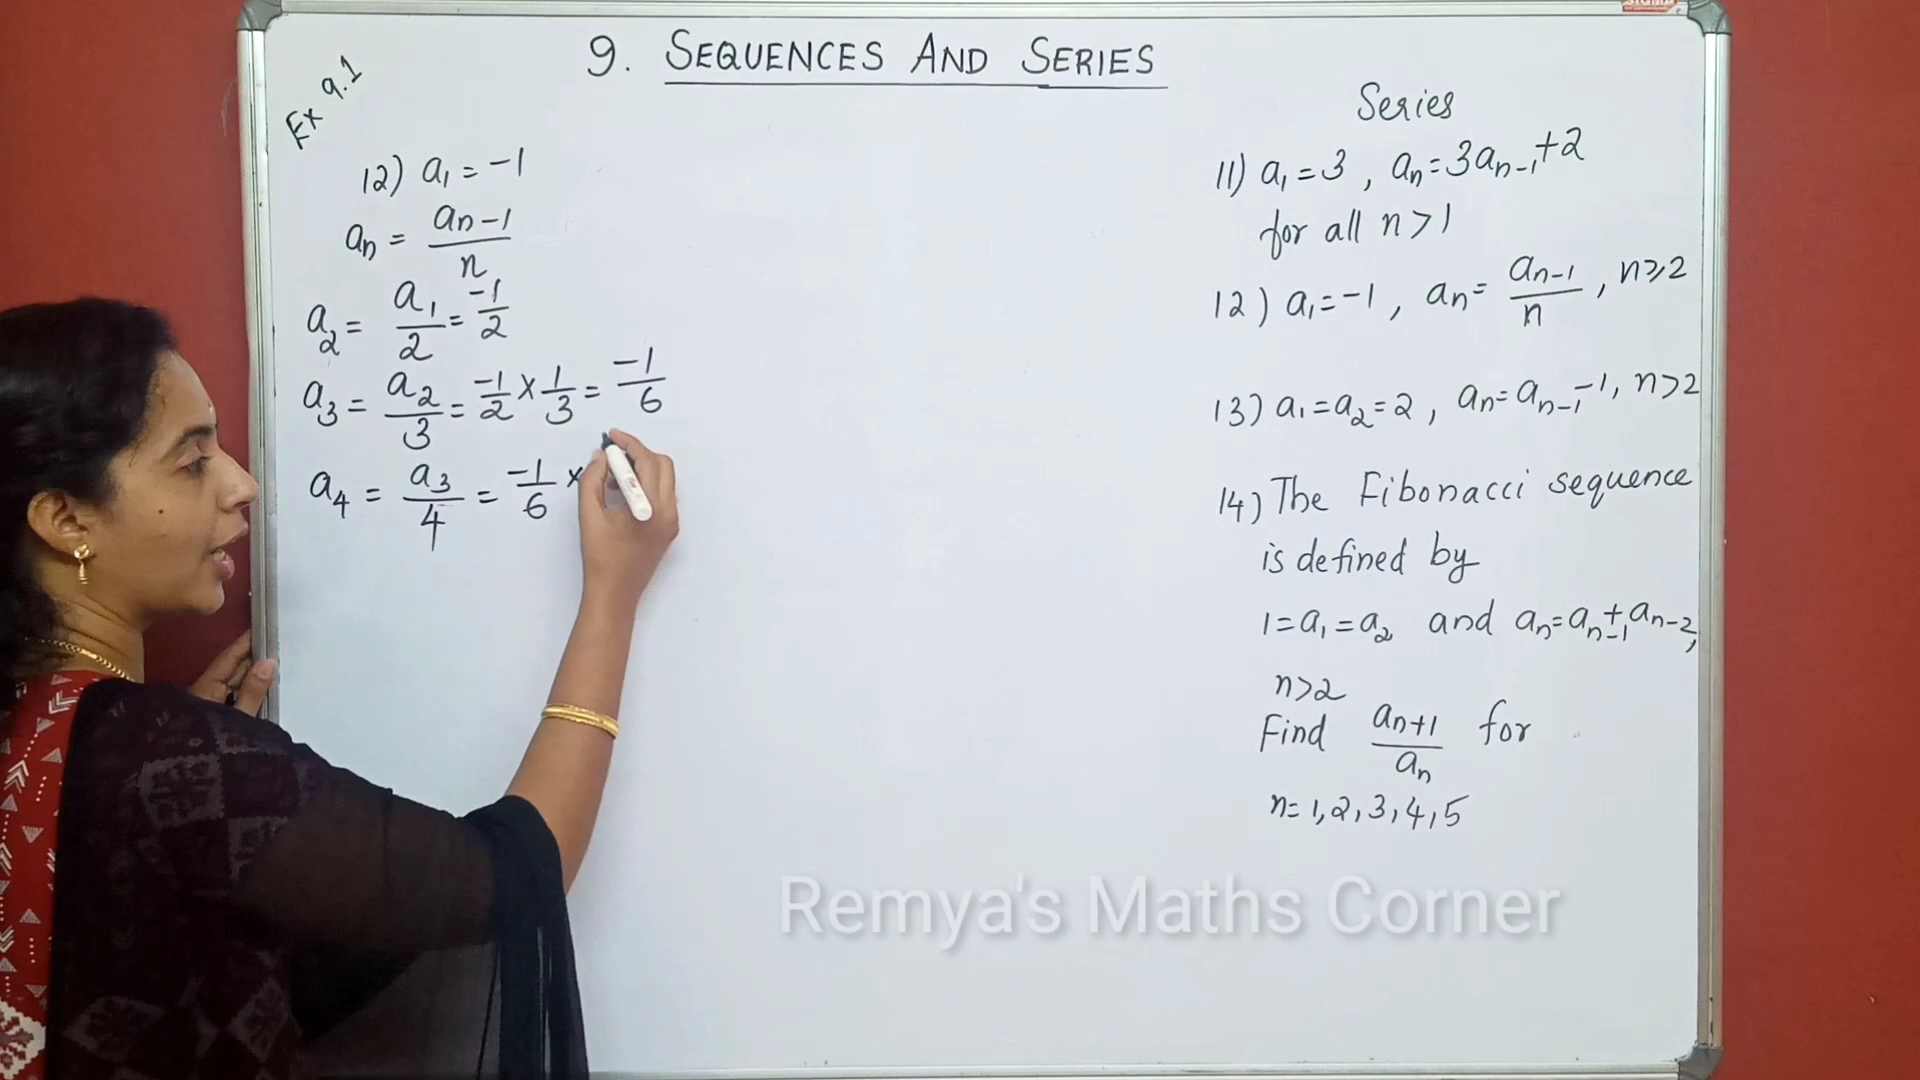 9. SEQUENCES AND SERIES
Ex 9.1
12) a₁ = -1
aₙ = aₙ₋₁/n
a₂ = a₁/2 = -1/2
a₃ = a₂/3 = -1/2 × 1/3 = -1/6
a₄ = a₃/4 = -1/6 ×
Series
11) a₁ = 3, aₙ = 3aₙ₋₁ + 2
for all n > 1
12) a₁ = -1, aₙ = aₙ₋₁/n, n ≥ 2
13) a₁ = a₂ = 2, aₙ = aₙ₋₁ - 1, n > 2
14) The Fibonacci sequence
is defined by
1 = a₁ = a₂ and aₙ = aₙ₋₁ + aₙ₋₂,
n > 2
Find aₙ₊₁/aₙ for
n = 1, 2, 3, 4, 5
Remya's Maths Corner